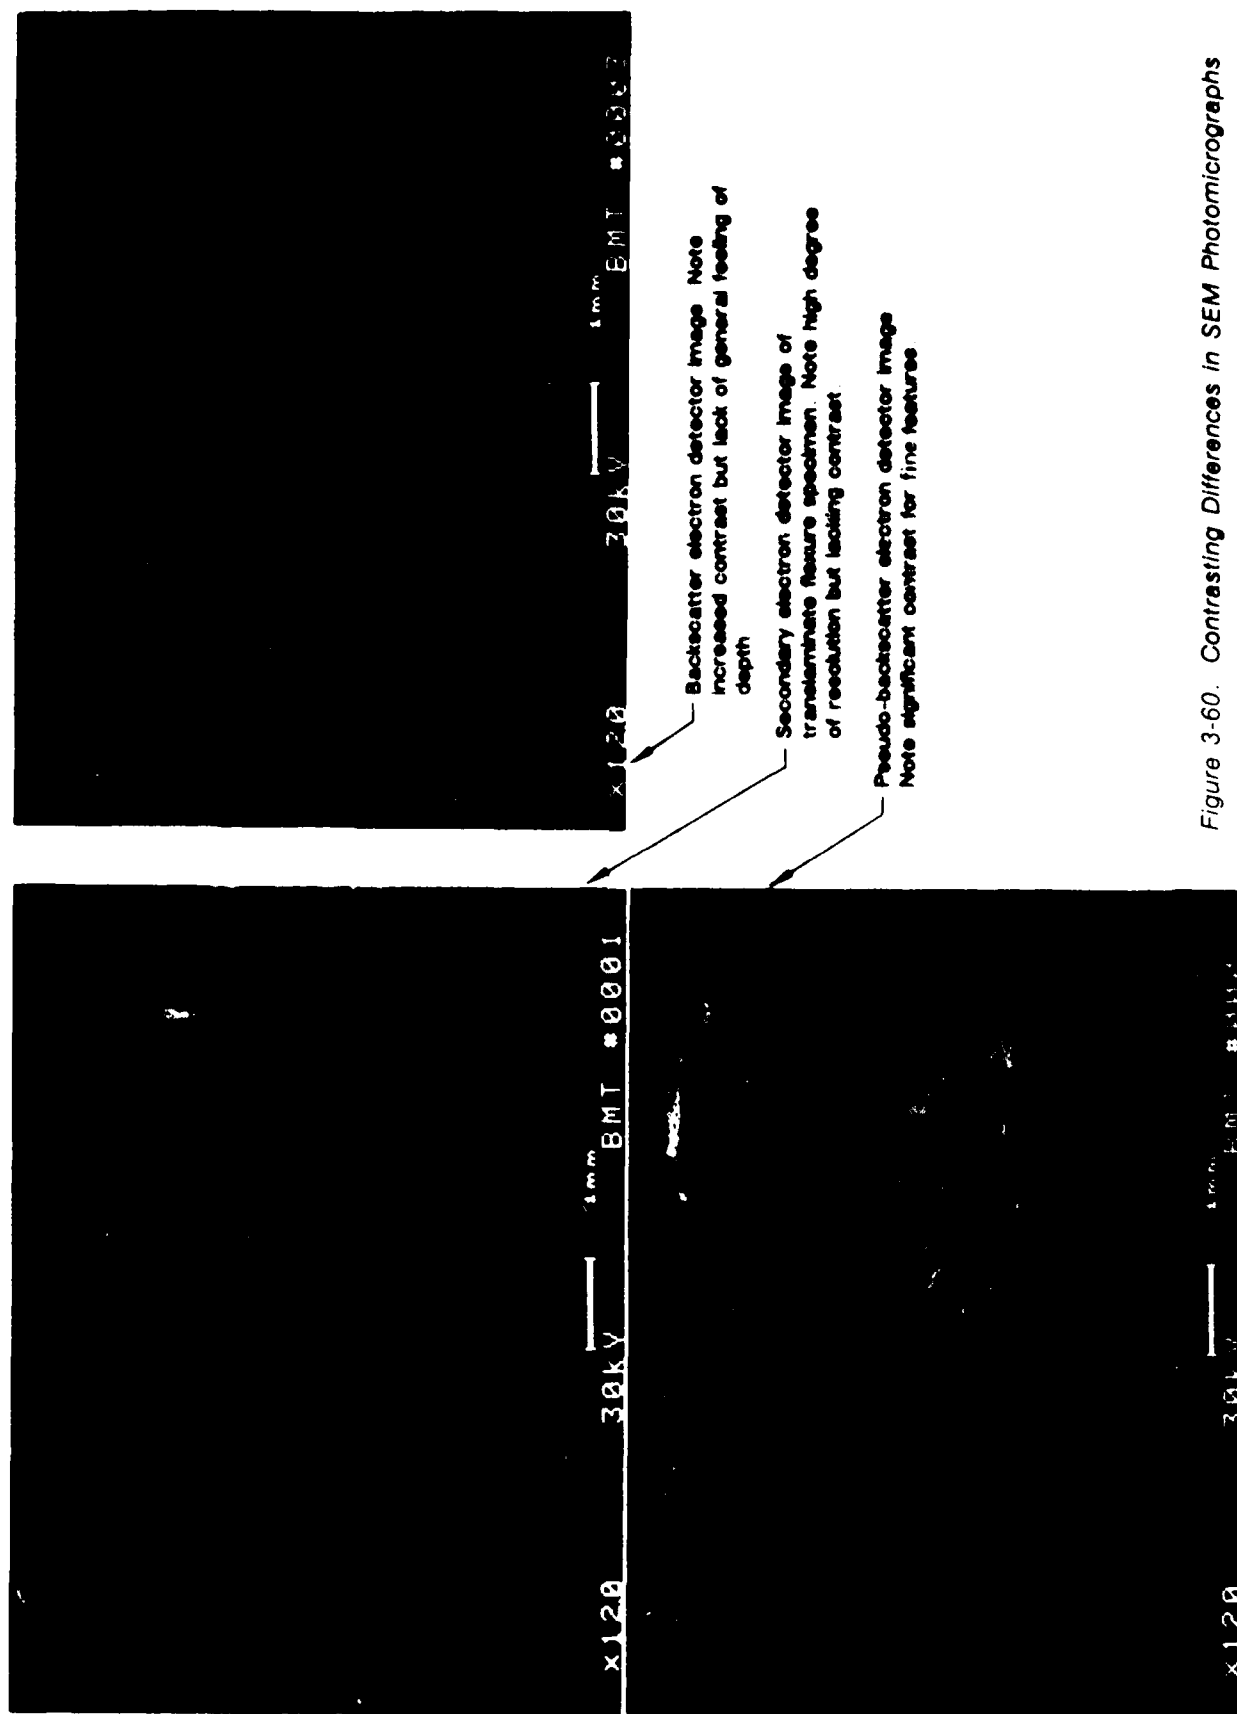 x120 30kV 1mm BMT #0001
x120 30kV 1mm
x120 30kV 1mm BMT
Backscatter electron detector image Note
increased contrast but lack of general feeling of
depth
Secondary electron detector image of
translaminate flexure specimen. Note high degree
of resolution but lacking contrast.
Pseudo-backscatter electron detector image
Note significant contrast for fine features
Figure 3-60. Contrasting Differences in SEM Photomicrographs